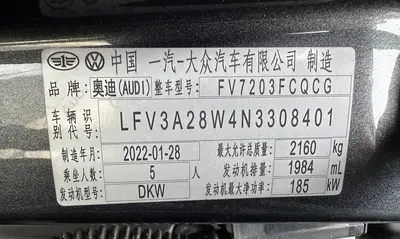 中国 一汽-大众汽车有限公司 制造
品牌: 奥迪(AUDI) 整车型号: FV7203FCQCG
车辆识别代号: LFV3A28W4N3308401
制造年月: 2022-01-28 最大允许总质量: 2160 kg
乘坐人数: 5 人 发动机排量: 1984 mL
发动机型号: DKW 发动机最大净功率: 185 kW